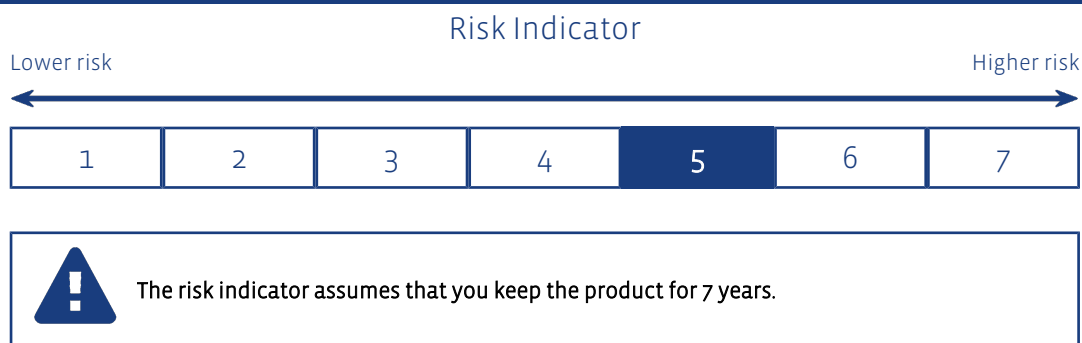 Risk Indicator
Lower risk Higher risk
1 2 3 4 5 6 7
The risk indicator assumes that you keep the product for 7 years.